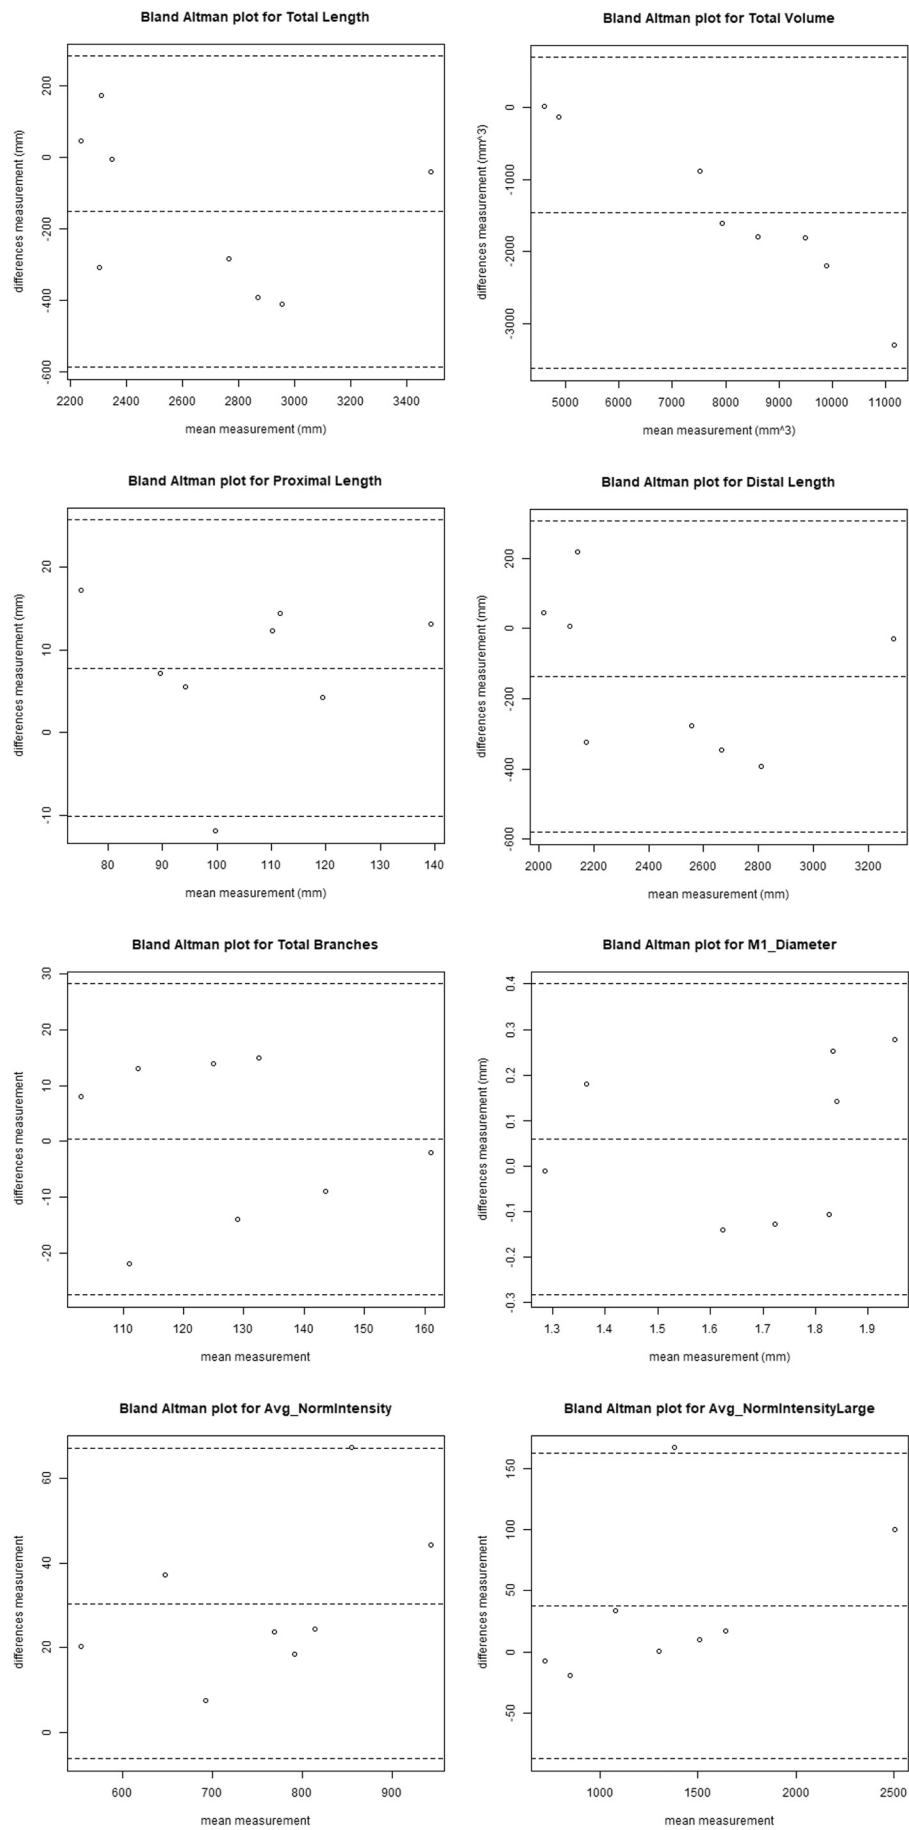 Bland Altman plot for Total Length
differences measurement (mm)
200
0
-200
-400
-600
2200 2400 2600 2800 3000 3200 3400
mean measurement (mm)
Bland Altman plot for Total Volume
differences measurement (mm^3)
0
-1000
-2000
-3000
5000 6000 7000 8000 9000 10000 11000
mean measurement (mm^3)
Bland Altman plot for Proximal Length
differences measurement (mm)
20
10
0
-10
80 90 100 110 120 130 140
mean measurement (mm)
Bland Altman plot for Distal Length
differences measurement (mm)
200
0
-200
-400
-600
2000 2200 2400 2600 2800 3000 3200
mean measurement (mm)
Bland Altman plot for Total Branches
differences measurement
30
20
10
0
-10
-20
110 120 130 140 150 160
mean measurement
Bland Altman plot for M1_Diameter
differences measurement (mm)
0.4
0.3
0.2
0.1
0.0
-0.1
-0.2
-0.3
1.3 1.4 1.5 1.6 1.7 1.8 1.9
mean measurement (mm)
Bland Altman plot for Avg_NormIntensity
differences measurement
60
40
20
0
600 700 800 900
mean measurement
Bland Altman plot for Avg_NormIntensityLarge
differences measurement
150
100
50
0
-50
1000 1500 2000 2500
mean measurement